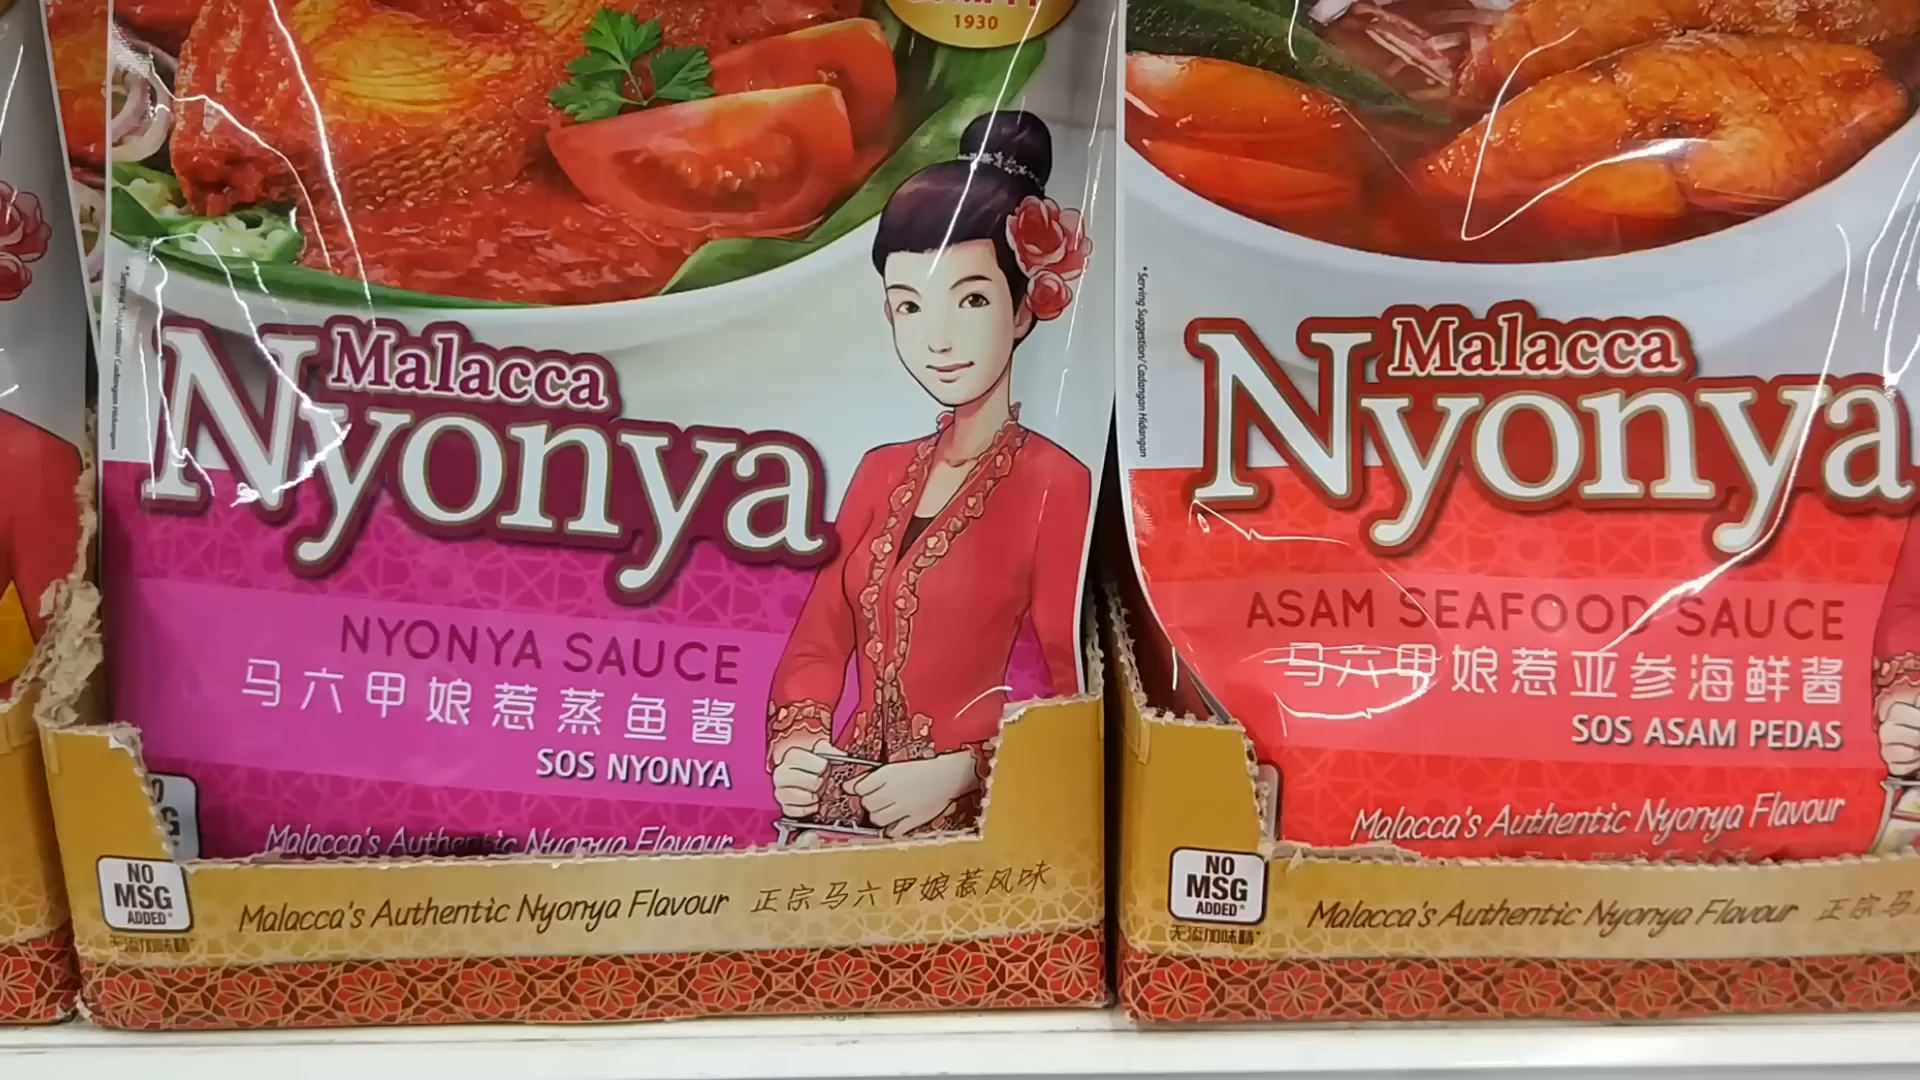 1930
Malacca
Nyonya
NYONYA SAUCE
马六甲娘惹蒸鱼酱
SOS NYONYA
Malacca's Authentic Nyonya Flavour
NO
MSG
ADDED*
无添加味精*
Malacca's Authentic Nyonya Flavour 正宗马六甲娘惹风味
*Serving Suggestion/ Cadangan Hidangan
Malacca
Nyonya
ASAM SEAFOOD SAUCE
马六甲娘惹亚参海鲜酱
SOS ASAM PEDAS
Malacca's Authentic Nyonya Flavour
NO
MSG
ADDED*
无添加味精*
Malacca's Authentic Nyonya Flavour 正宗马